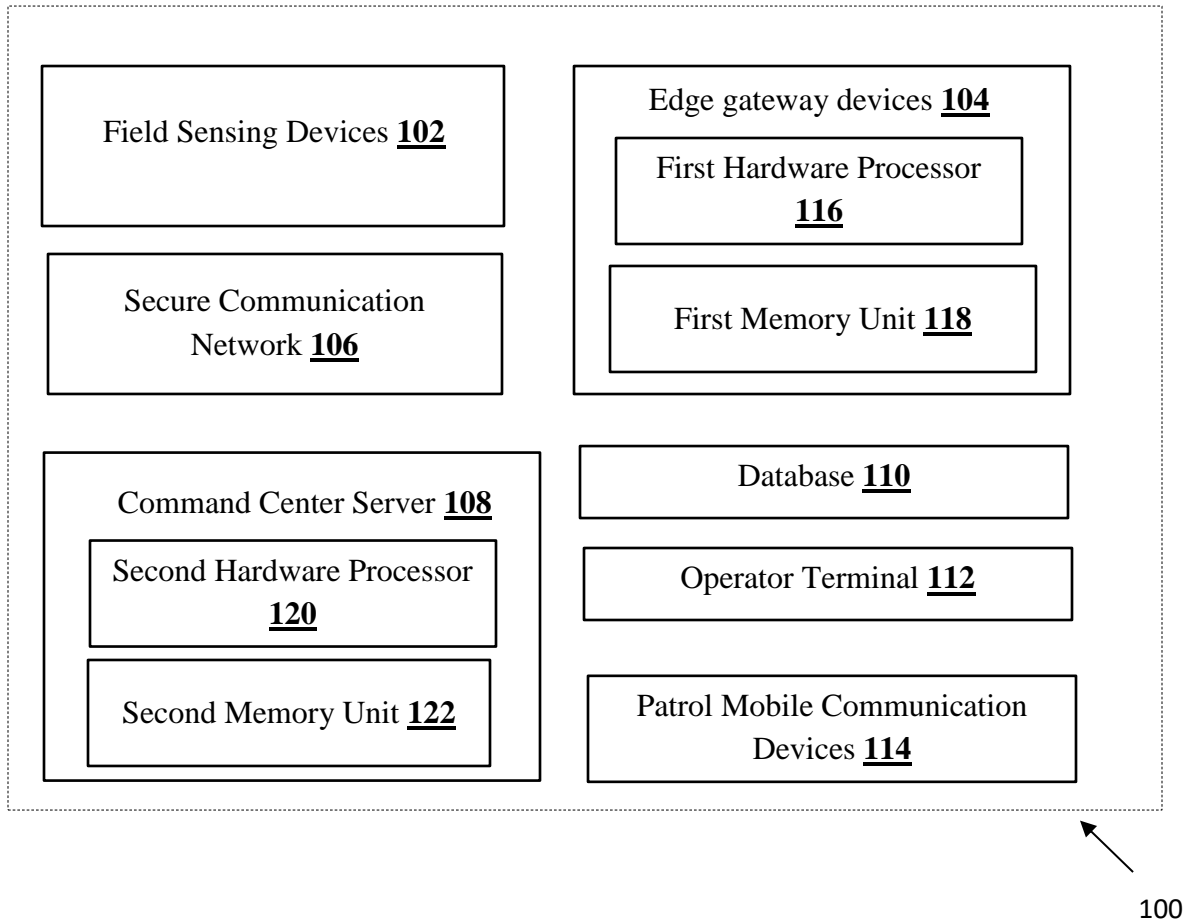 Field Sensing Devices 102
Edge gateway devices 104
First Hardware Processor
116
First Memory Unit 118
Secure Communication
Network 106
Command Center Server 108
Second Hardware Processor
120
Second Memory Unit 122
Database 110
Operator Terminal 112
Patrol Mobile Communication
Devices 114
100